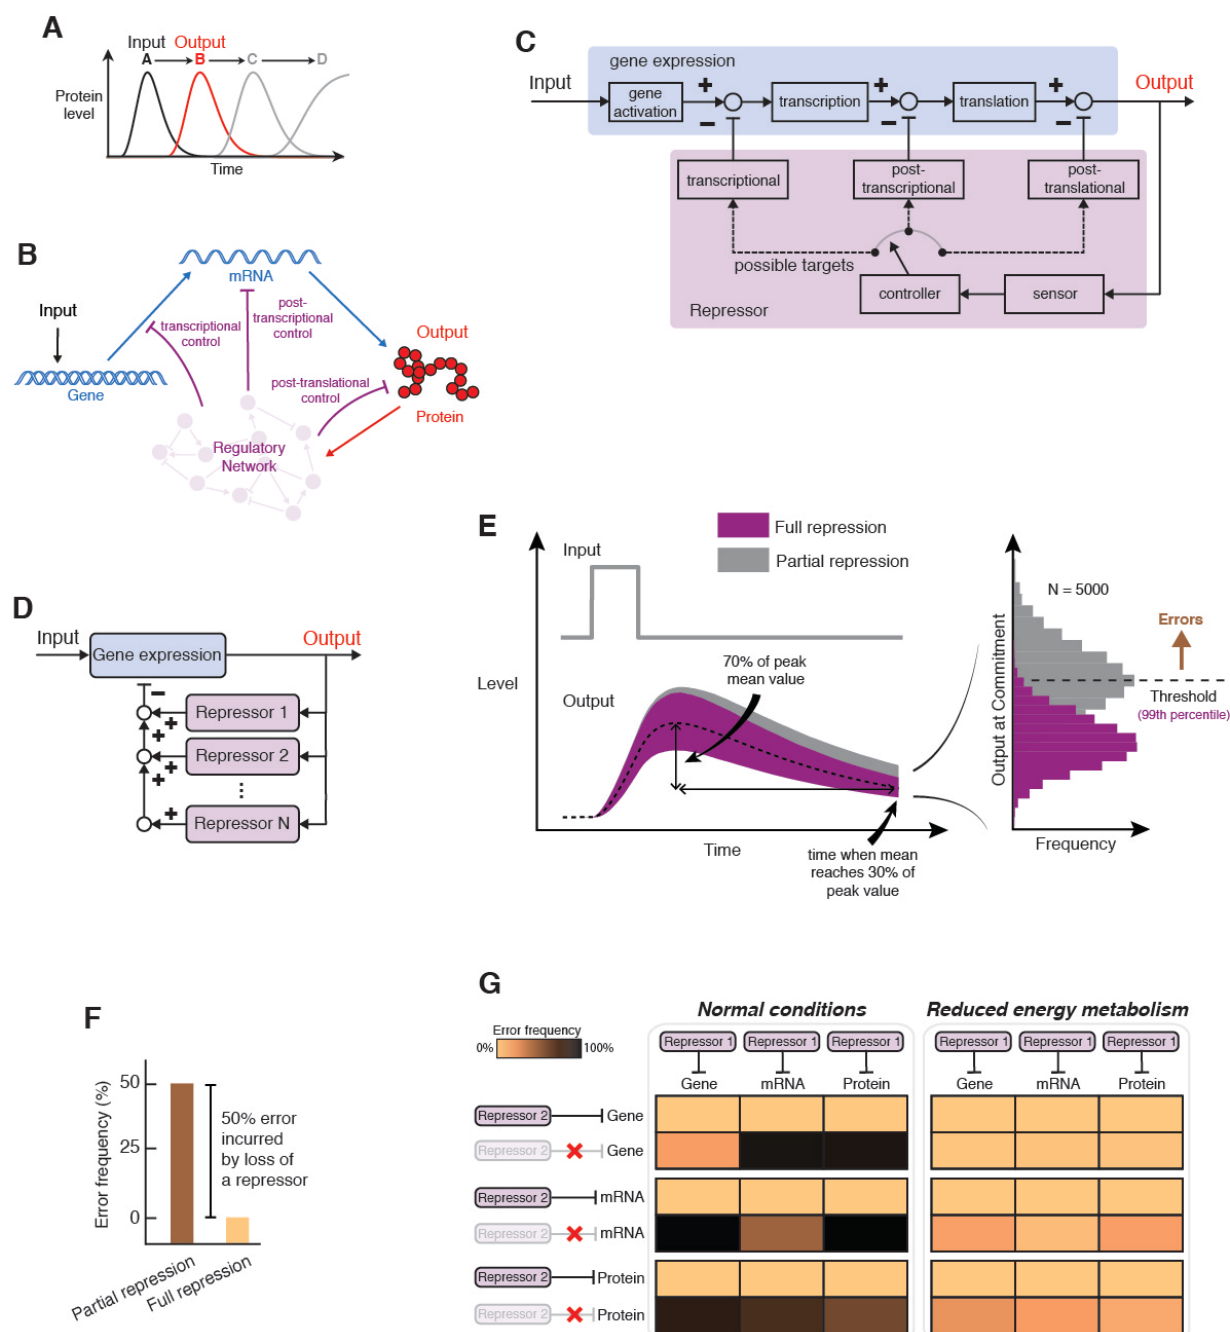 A
Input Output
A B C D
Protein
level
Time
B
mRNA
Input
transcriptional
control
post-
transcriptional
control
Output
post-translational
control
Gene
Protein
Regulatory
Network
C
gene expression
Input
Output
gene
activation
+
−
transcription
+
−
translation
+
−
transcriptional
post-
transcriptional
post-
translational
possible targets
controller
sensor
Repressor
D
Input
Output
Gene expression
−
Repressor 1
+
+
Repressor 2
+
+
Repressor N
+
E
Full repression
Partial repression
Input
Level
Output
70% of peak
mean value
Time
time when mean
reaches 30% of
peak value
Output at Commitment
N = 5000
Errors
Threshold
(99th percentile)
Frequency
F
Error frequency (%)
50
25
0
50% error
incurred
by loss of
a repressor
Partial repression
Full repression
G
Normal conditions
Reduced energy metabolism
Error frequency
0% 100%
Repressor 1 Repressor 1 Repressor 1
Repressor 1 Repressor 1 Repressor 1
Gene mRNA Protein
Gene mRNA Protein
Repressor 2 Gene
Repressor 2 Gene
Repressor 2 mRNA
Repressor 2 mRNA
Repressor 2 Protein
Repressor 2 Protein